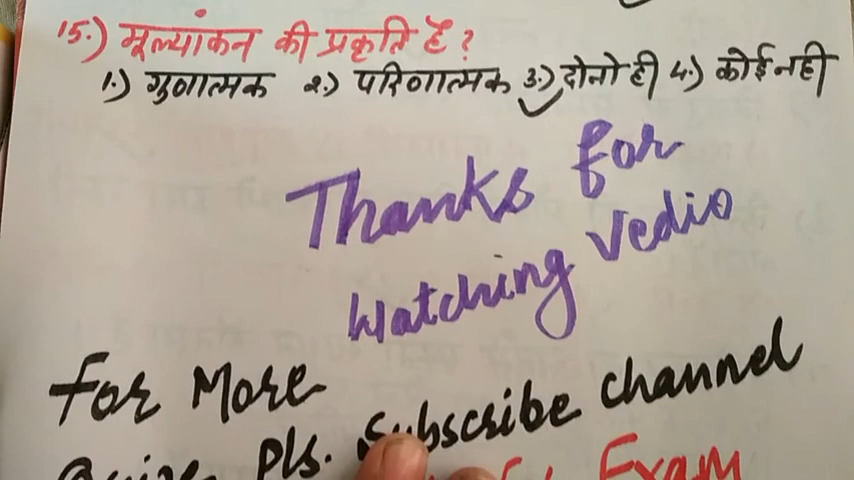 15.) मूल्यांकन की प्रकृति है ?
1.) गुणात्मक 2.) परिणात्मक 3.) दोनो ही 4.) कोई नही
Thanks for
Watching Vedio
For More
Pls. Subscribe channel
Exam